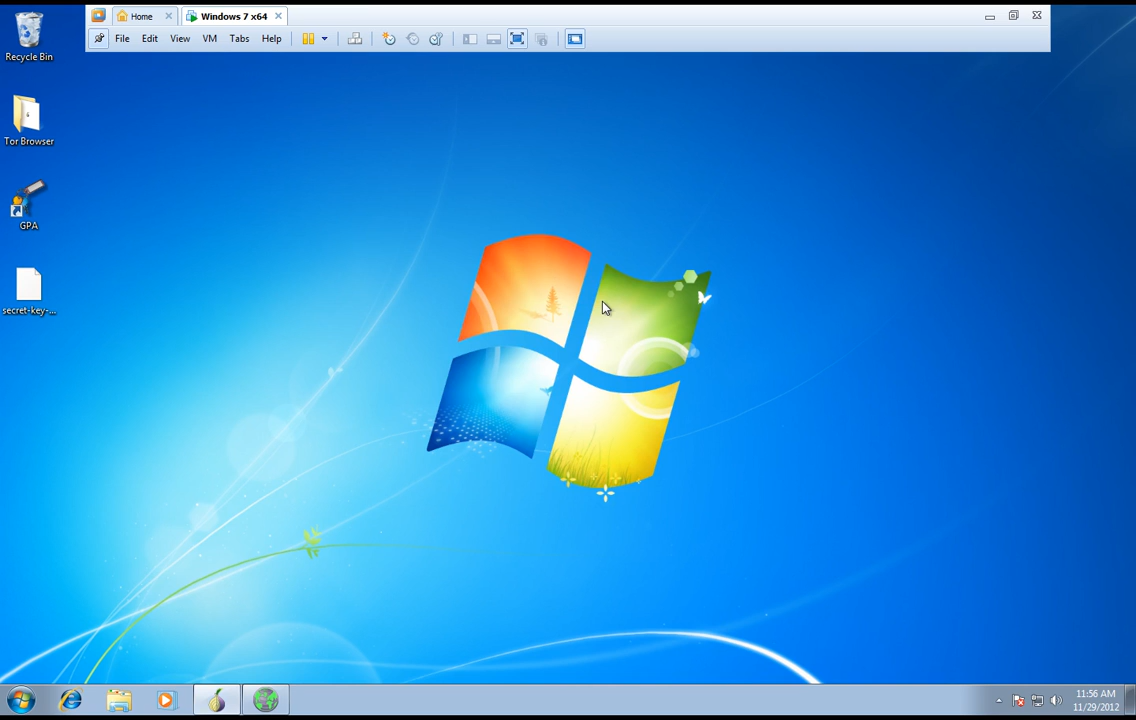 Home
Windows 7 x64
File Edit View VM Tabs Help
Recycle Bin
Tor Browser
GPA
secret-key-...
11:56 AM
11/29/2012